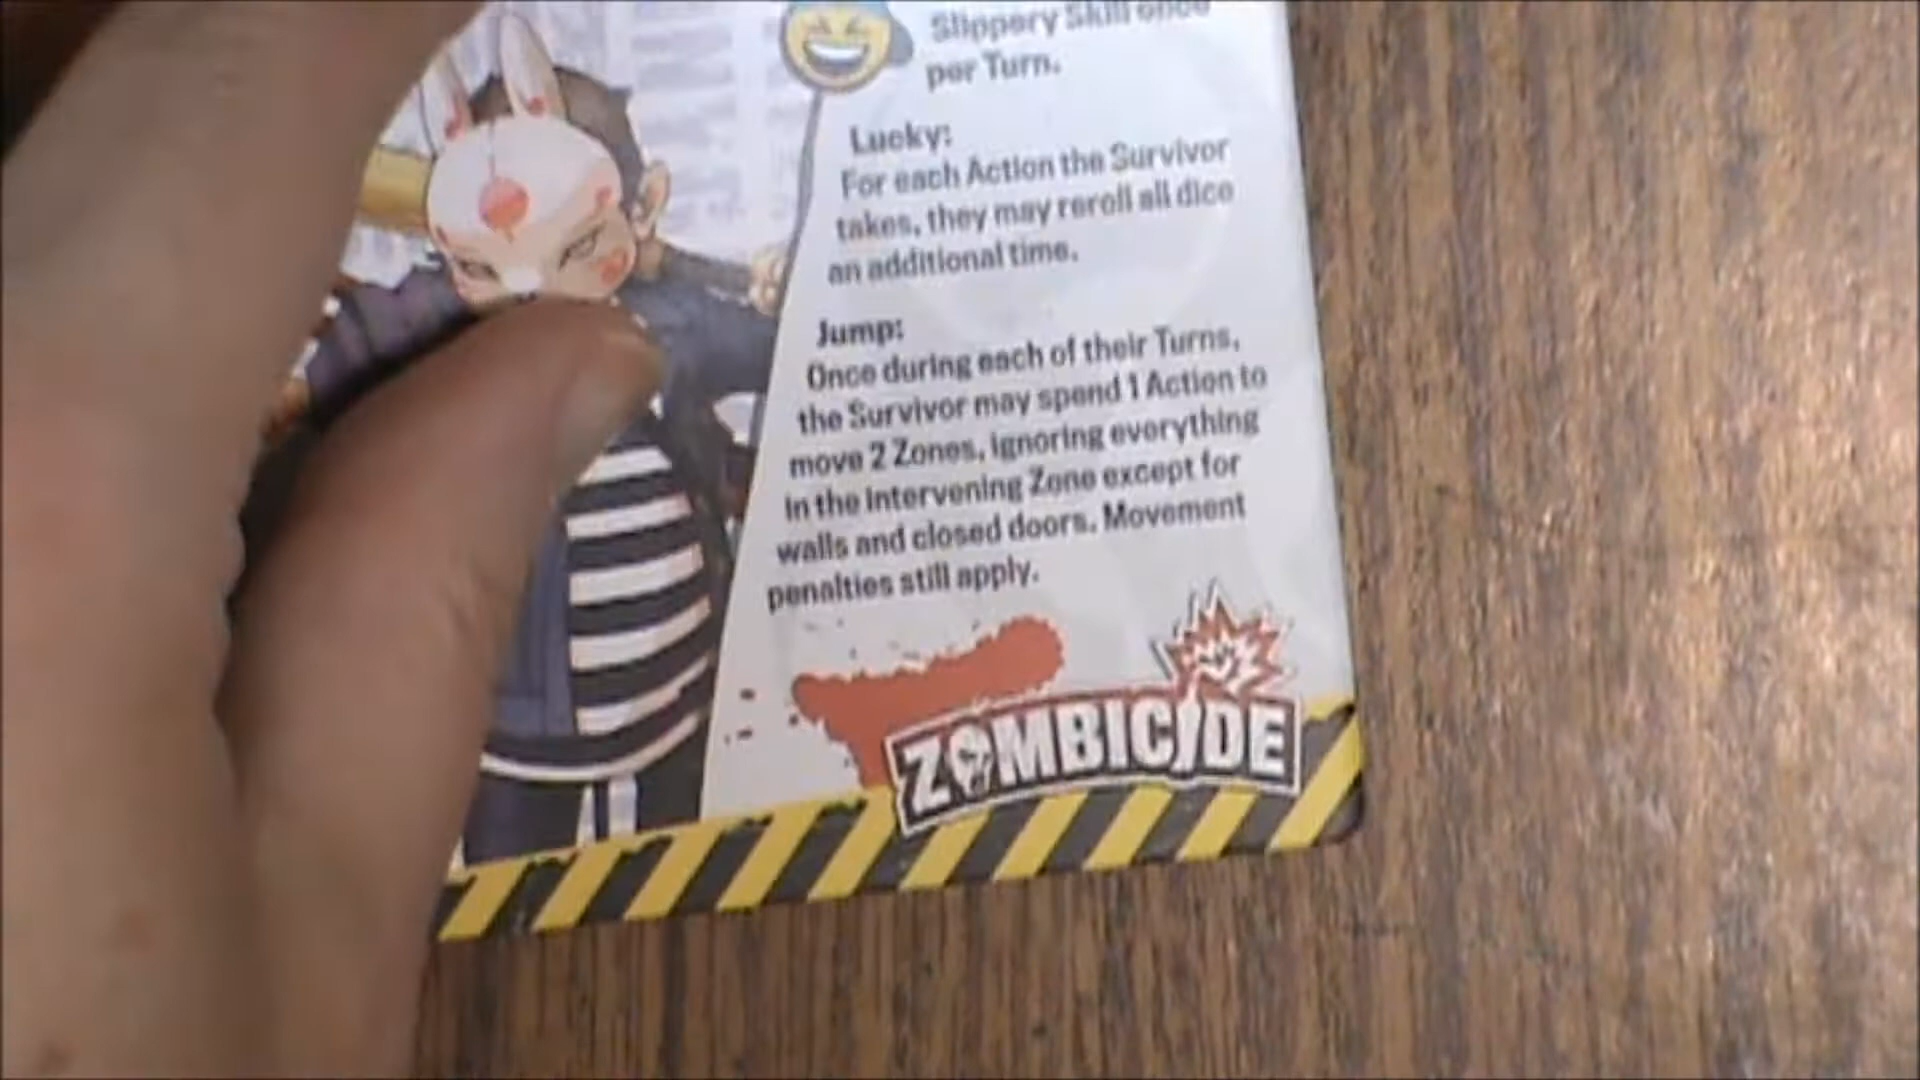 Slippery Skill once
per Turn.
Lucky:
For each Action the Survivor
takes, they may reroll all dice
an additional time.
Jump:
Once during each of their Turns,
the Survivor may spend 1 Action to
move 2 Zones, ignoring everything
in the intervening Zone except for
walls and closed doors. Movement
penalties still apply.
ZOMBICIDE